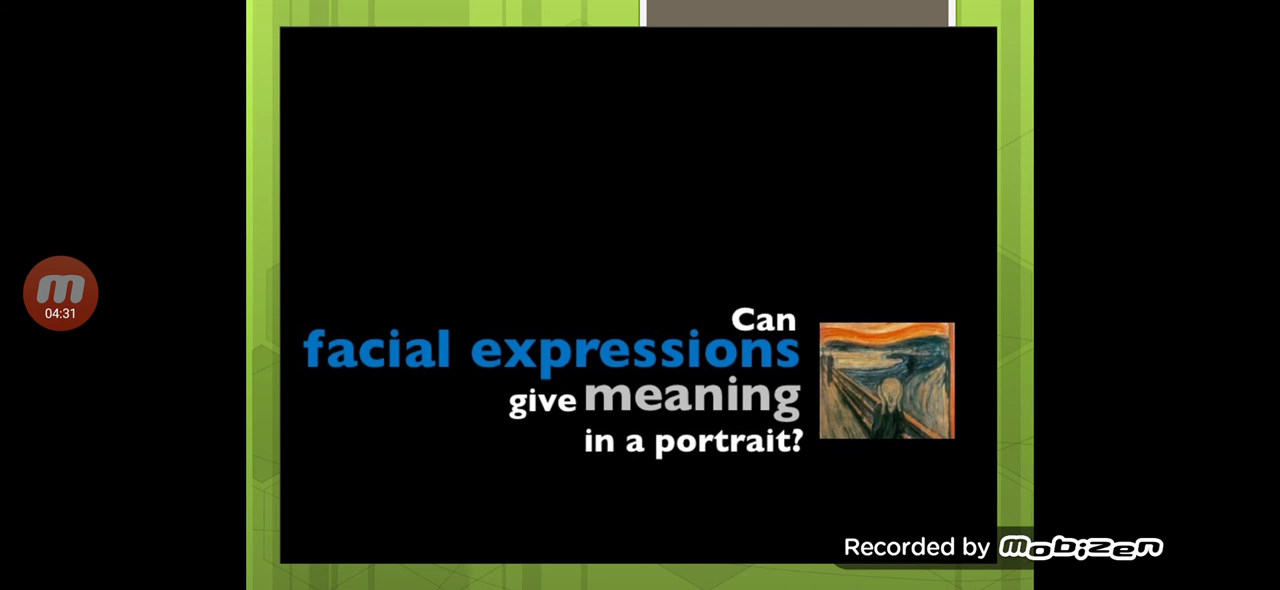 Can
facial expressions
give meaning
in a portrait?
m
04:31
Recorded by mobizen